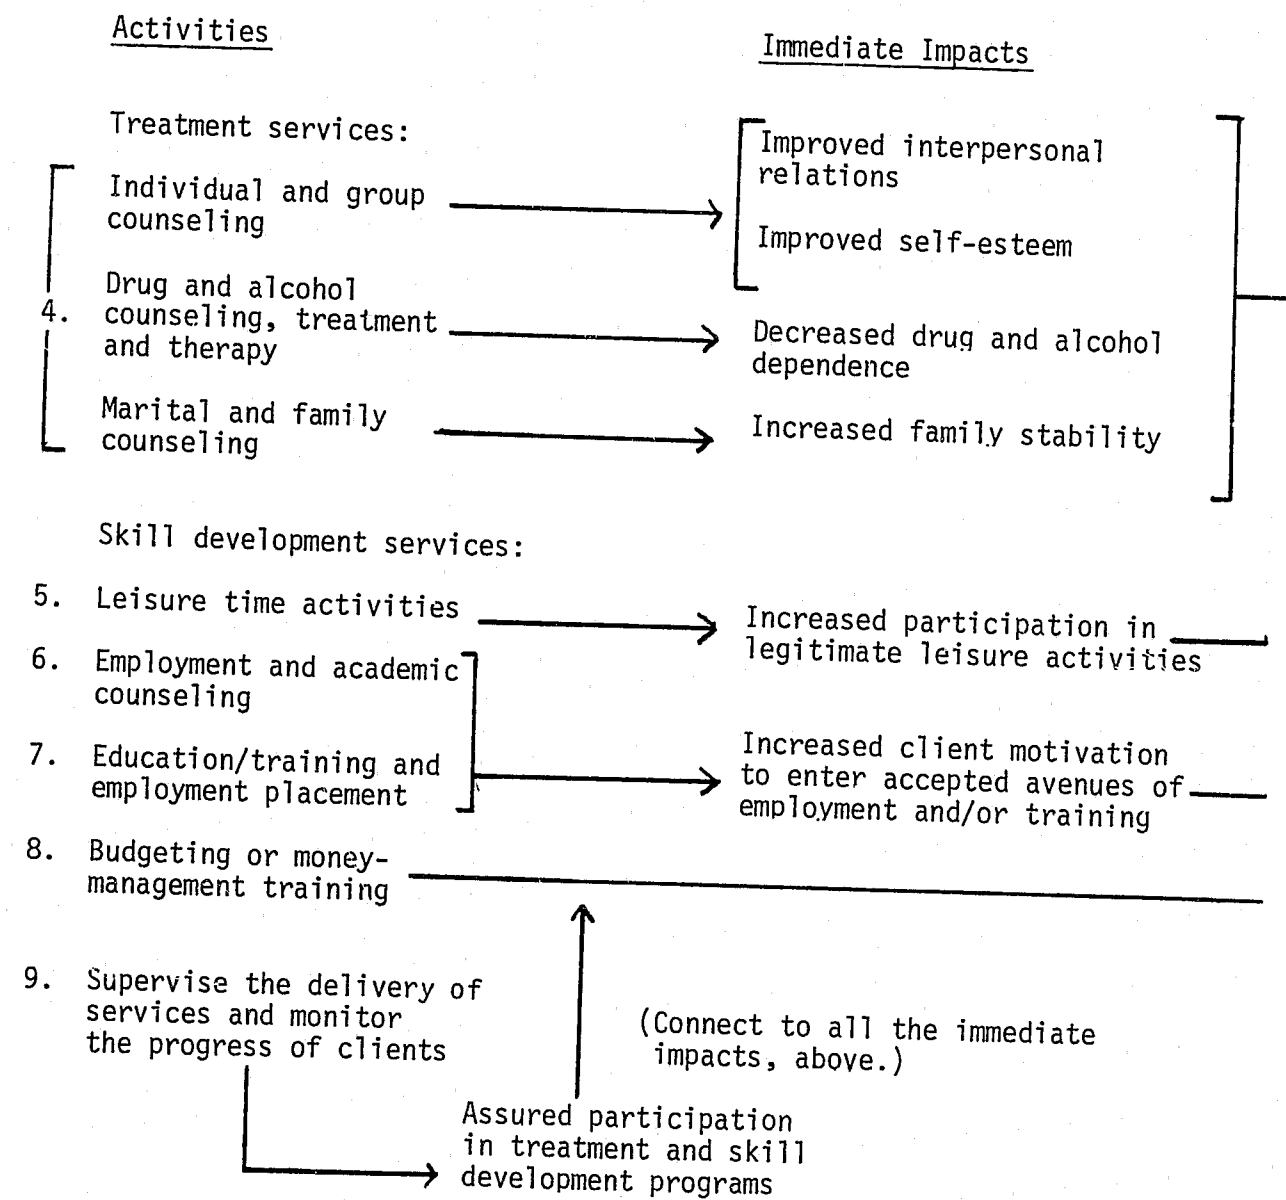 Activities
Immediate Impacts
Treatment services:
Individual and group
counseling
Improved interpersonal
relations
Improved self-esteem
4.
Drug and alcohol
counseling, treatment
and therapy
Decreased drug and alcohol
dependence
Marital and family
counseling
Increased family stability
Skill development services:
5. Leisure time activities
Increased participation in
legitimate leisure activities
6. Employment and academic
counseling
7. Education/training and
employment placement
Increased client motivation
to enter accepted avenues of
employment and/or training
8. Budgeting or money-
management training
9. Supervise the delivery of
services and monitor
the progress of clients
(Connect to all the immediate
impacts, above.)
Assured participation
in treatment and skill
development programs